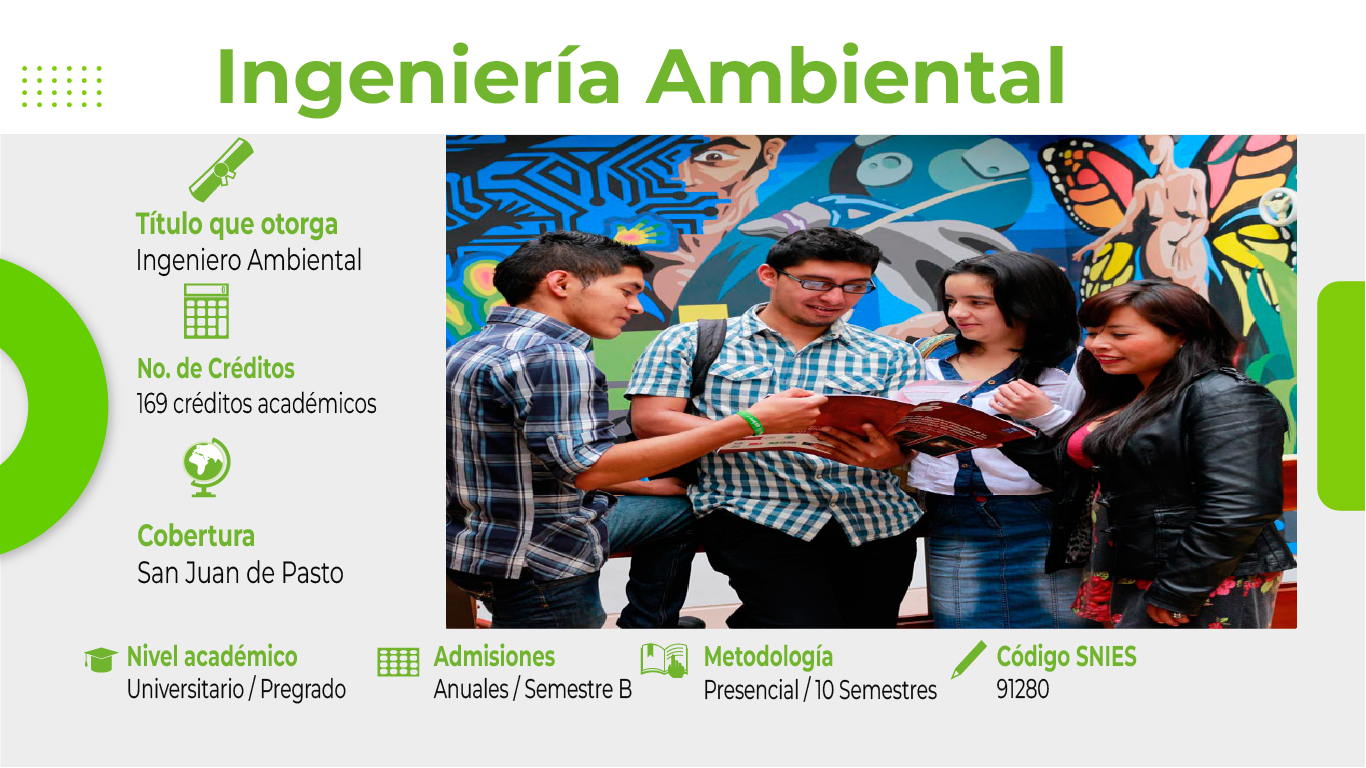 Ingeniería Ambiental
Título que otorga
Ingeniero Ambiental
No. de Créditos
169 créditos académicos
Cobertura
San Juan de Pasto
Nivel académico
Universitario / Pregrado
Admisiones
Anuales / Semestre B
Metodología
Presencial / 10 Semestres
Código SNIES
91280